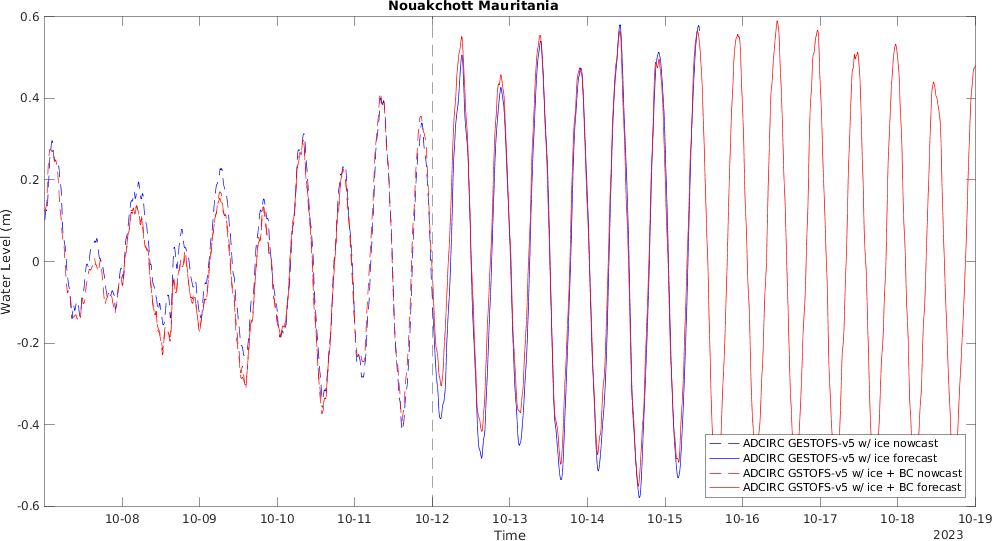 Nouakchott Mauritania
Water Level (m)
0.6
0.4
0.2
0
-0.2
-0.4
-0.6
ADCIRC GESTOFS-v5 w/ ice nowcast
ADCIRC GESTOFS-v5 w/ ice forecast
ADCIRC GSTOFS-v5 w/ ice + BC nowcast
ADCIRC GSTOFS-v5 w/ ice + BC forecast
10-08 10-09 10-10 10-11 10-12 10-13 10-14 10-15 10-16 10-17 10-18 10-19
Time
2023